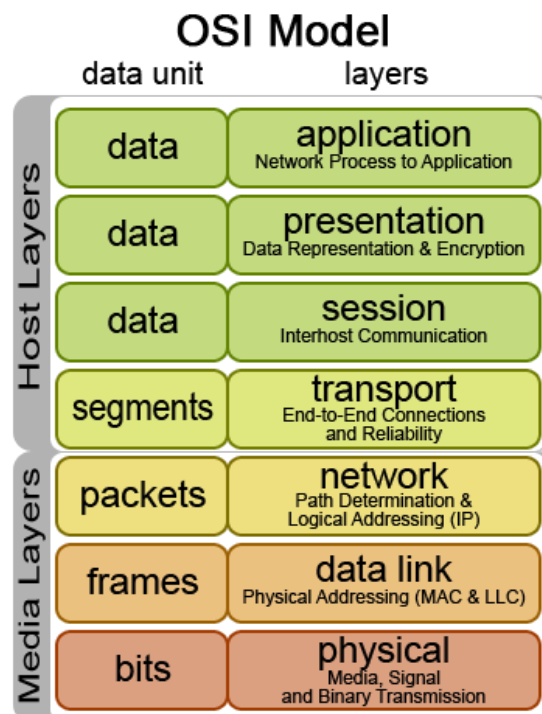 OSI Model
data unit layers
Host Layers
data
application
Network Process to Application
data
presentation
Data Representation & Encryption
data
session
Interhost Communication
segments
transport
End-to-End Connections
and Reliability
Media Layers
packets
network
Path Determination &
Logical Addressing (IP)
frames
data link
Physical Addressing (MAC & LLC)
bits
physical
Media, Signal
and Binary Transmission